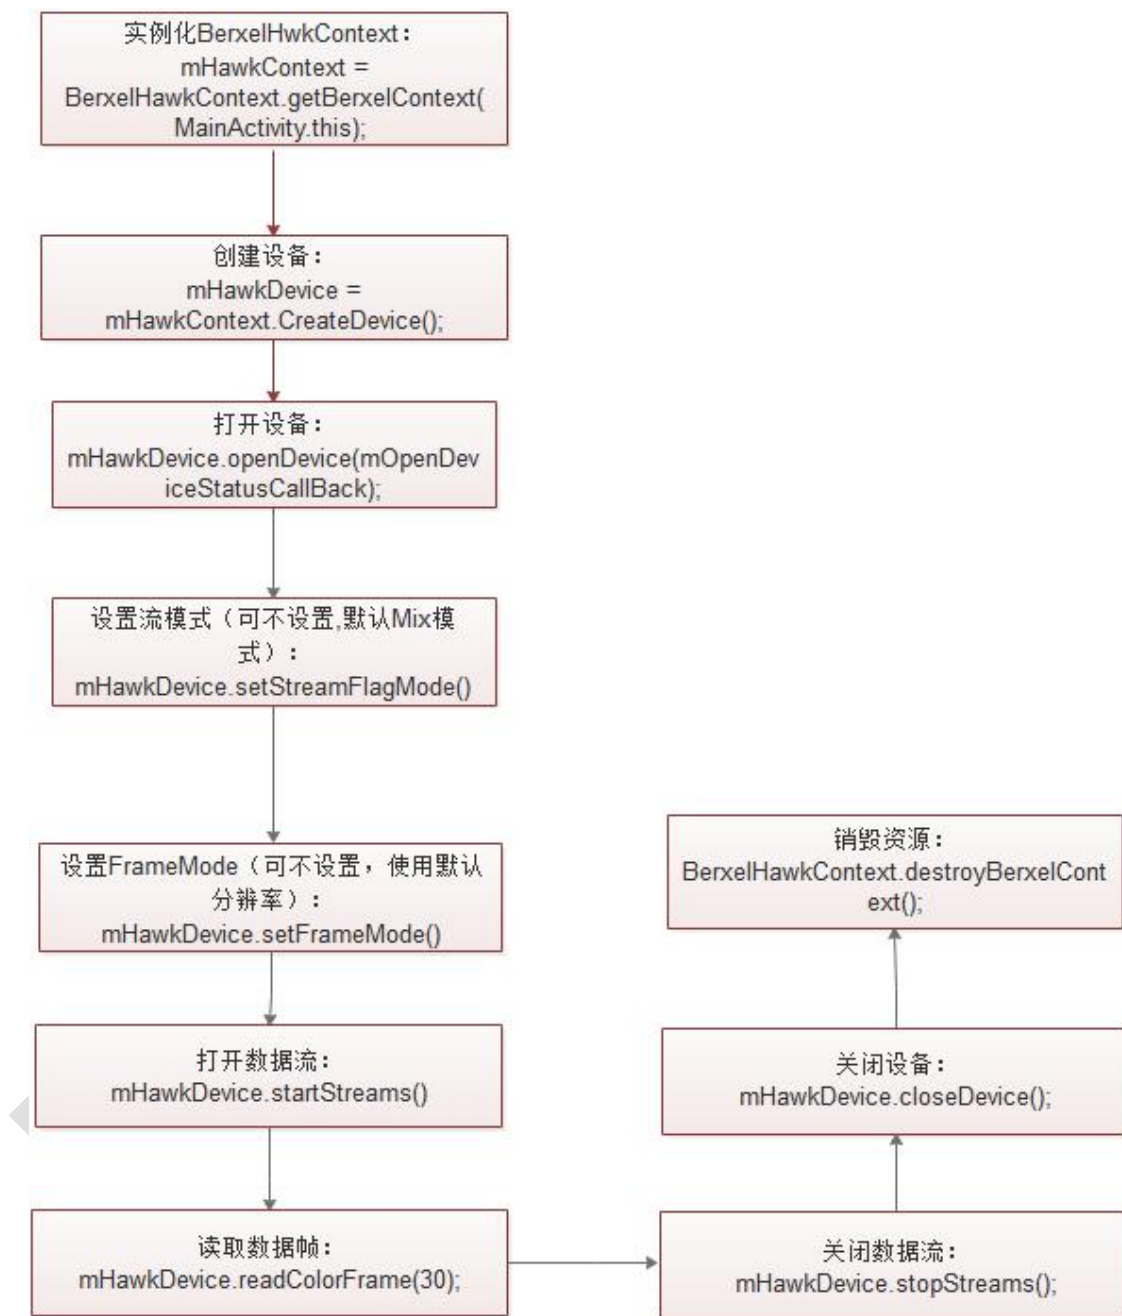 实例化BerxelHwkContext：
mHawkContext =
BerxelHawkContext.getBerxelContext(
MainActivity.this);
创建设备：
mHawkDevice =
mHawkContext.CreateDevice();
打开设备：
mHawkDevice.openDevice(mOpenDev
iceStatusCallBack);
设置流模式（可不设置,默认Mix模
式）：
mHawkDevice.setStreamFlagMode()
设置FrameMode（可不设置，使用默认
分辨率）：
mHawkDevice.setFrameMode()
打开数据流：
mHawkDevice.startStreams()
读取数据帧：
mHawkDevice.readColorFrame(30);
关闭数据流：
mHawkDevice.stopStreams();
关闭设备：
mHawkDevice.closeDevice();
销毁资源：
BerxelHawkContext.destroyBerxelCont
ext();